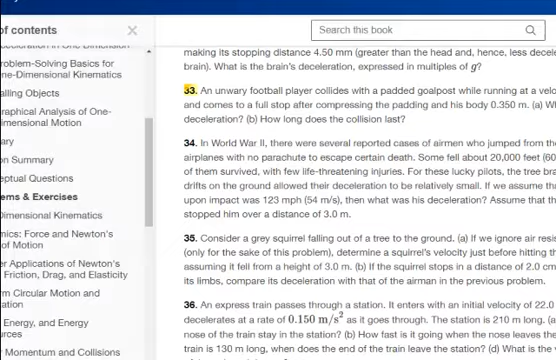 of contents
Search this book
Acceleration in One Dimension
Problem-Solving Basics for
One-Dimensional Kinematics
Falling Objects
Graphical Analysis of One-
Dimensional Motion
ary
on Summary
eptual Questions
ems & Exercises
Dimensional Kinematics
mics: Force and Newton's
of Motion
er Applications of Newton's
Friction, Drag, and Elasticity
rm Circular Motion and
tation
Energy, and Energy
urces
r Momentum and Collisions
making its stopping distance 4.50 mm (greater than the head and, hence, less decele
brain). What is the brain's deceleration, expressed in multiples of g?
33. An unwary football player collides with a padded goalpost while running at a velo
and comes to a full stop after compressing the padding and his body 0.350 m. (a) W
deceleration? (b) How long does the collision last?
34. In World War II, there were several reported cases of airmen who jumped from the
airplanes with no parachute to escape certain death. Some fell about 20,000 feet (60
of them survived, with few life-threatening injuries. For these lucky pilots, the tree bra
drifts on the ground allowed their deceleration to be relatively small. If we assume tha
upon impact was 123 mph (54 m/s), then what was his deceleration? Assume that th
stopped him over a distance of 3.0 m.
35. Consider a grey squirrel falling out of a tree to the ground. (a) If we ignore air resis
(only for the sake of this problem), determine a squirrel's velocity just before hitting th
assuming it fell from a height of 3.0 m. (b) If the squirrel stops in a distance of 2.0 cm
its limbs, compare its deceleration with that of the airman in the previous problem.
36. An express train passes through a station. It enters with an initial velocity of 22.0
decelerates at a rate of 0.150 m/s² as it goes through. The station is 210 m long. (a
nose of the train stay in the station? (b) How fast is it going when the nose leaves the
train is 130 m long, when does the end of the train leave the station? (d) What is the v